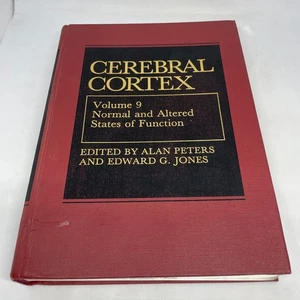 CEREBRAL
CORTEX
Volume 9
Normal and Altered
States of Function
EDITED BY ALAN PETERS
AND EDWARD G. JONES